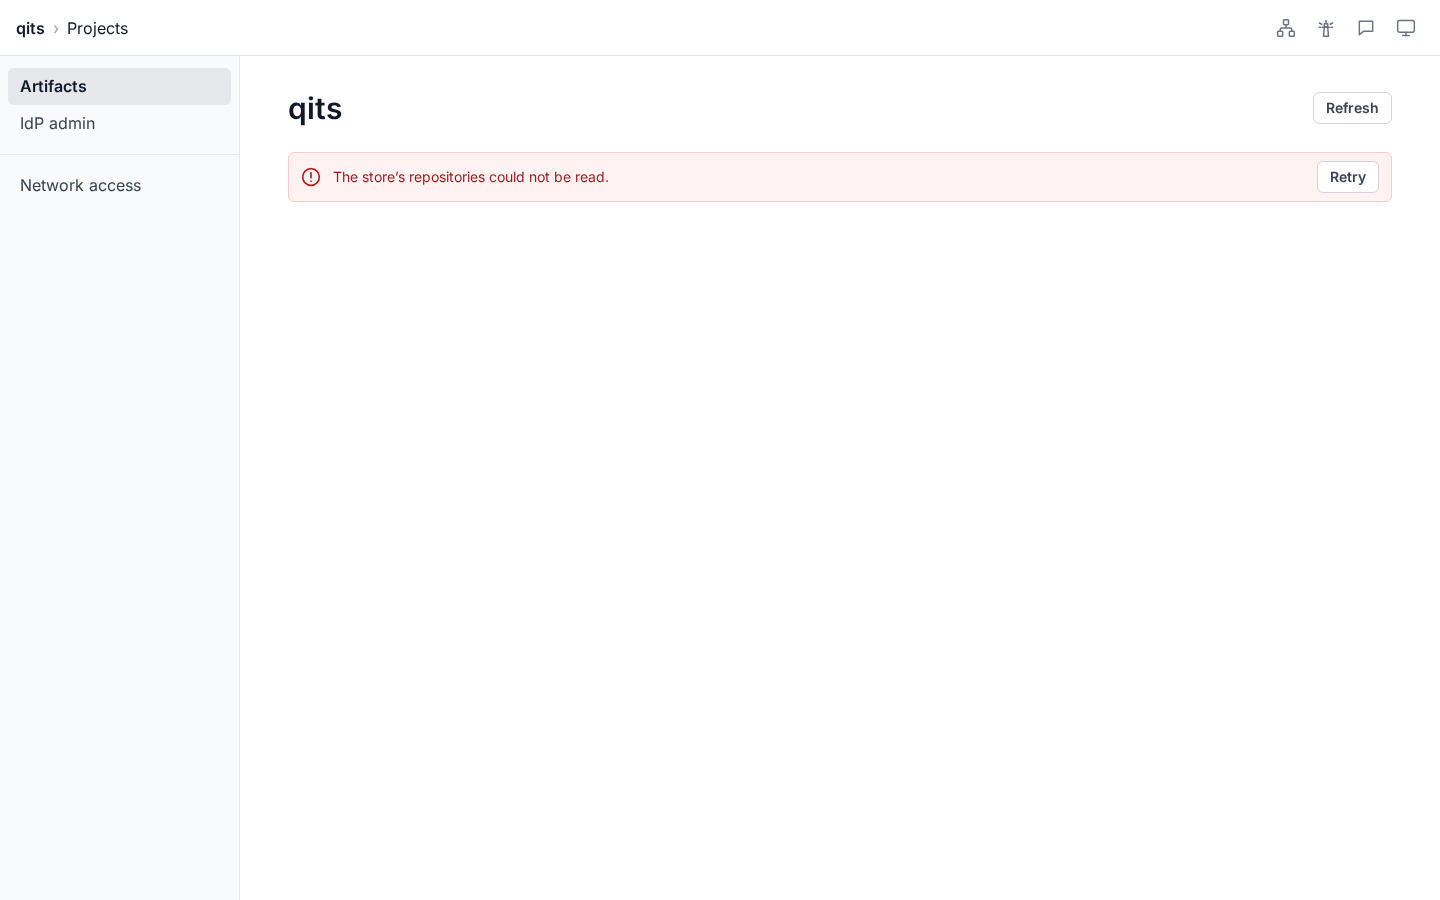 qits › Projects
Artifacts
IdP admin
Network access
qits
Refresh
The store’s repositories could not be read.
Retry